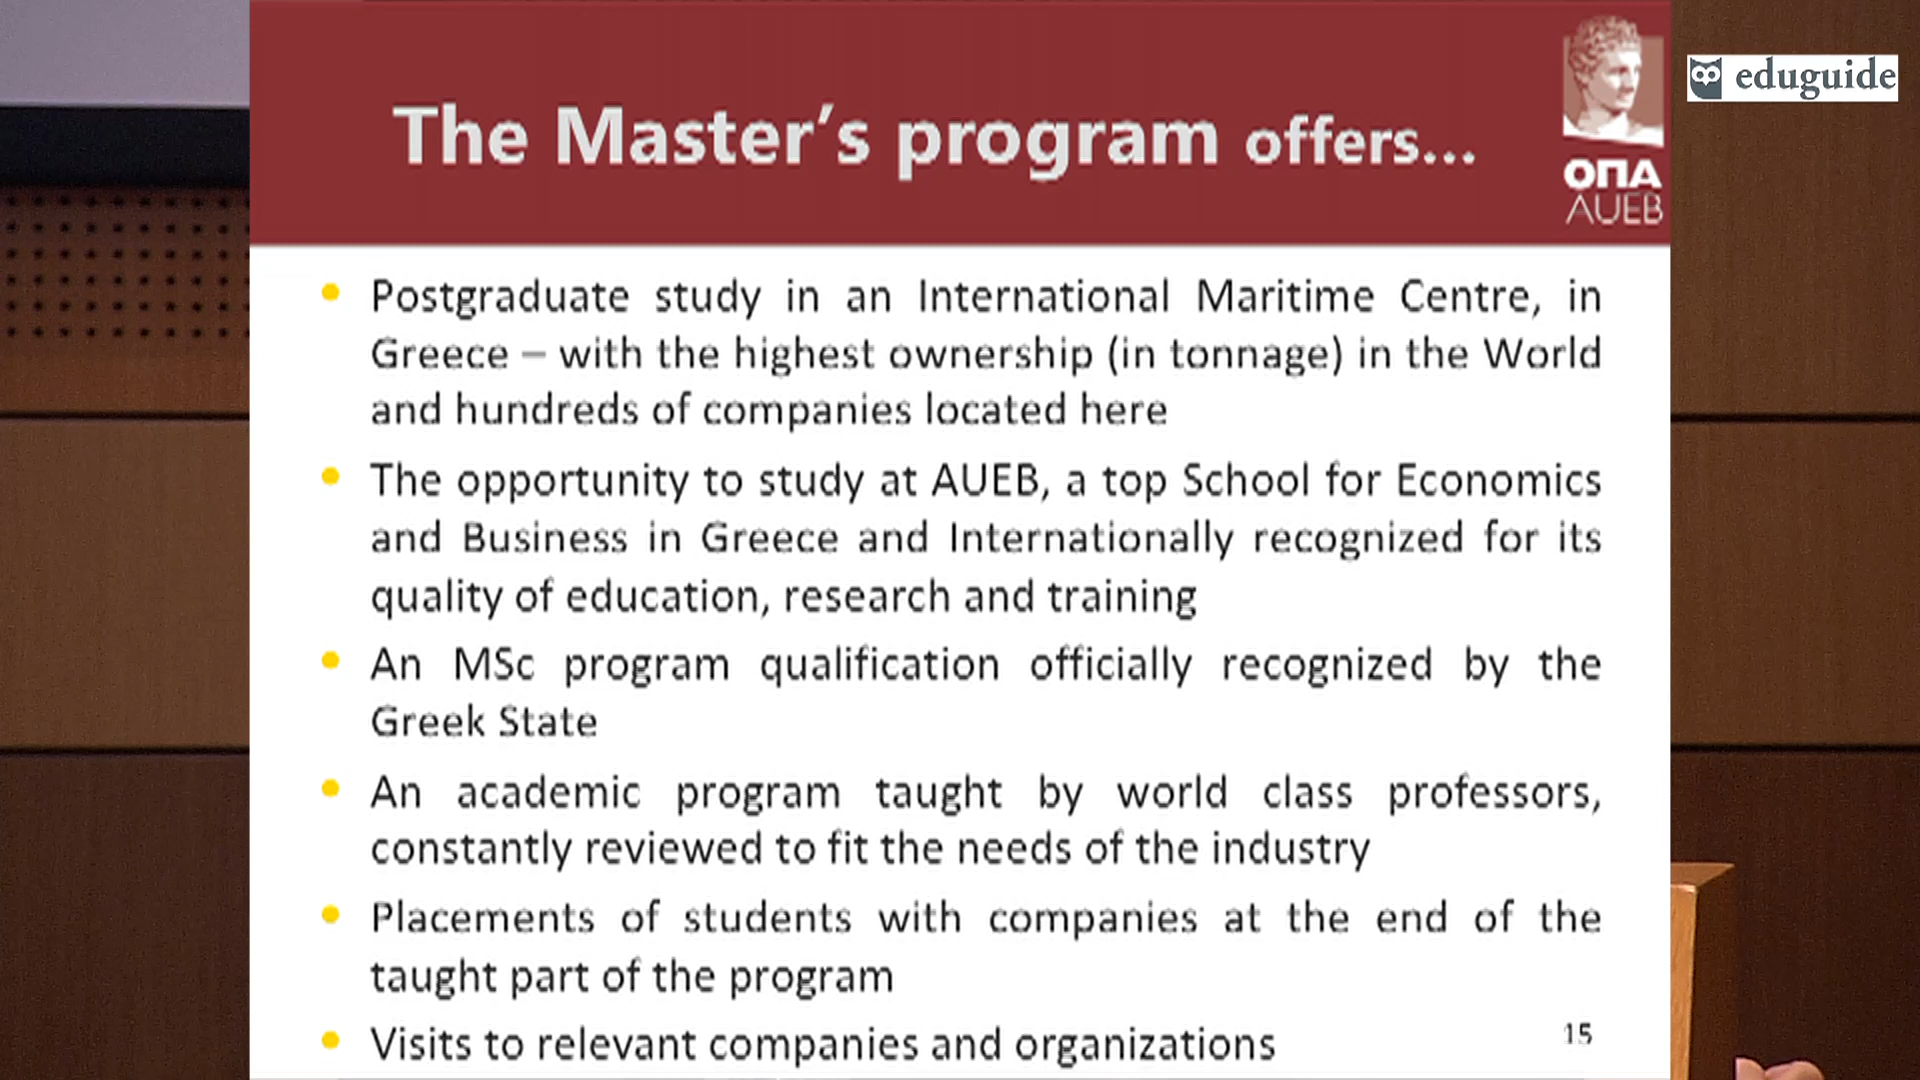 The Master’s program offers...
ΟΠΑ
AUEB
eduguide
• Postgraduate study in an International Maritime Centre, in
Greece – with the highest ownership (in tonnage) in the World
and hundreds of companies located here
• The opportunity to study at AUEB, a top School for Economics
and Business in Greece and Internationally recognized for its
quality of education, research and training
• An MSc program qualification officially recognized by the
Greek State
• An academic program taught by world class professors,
constantly reviewed to fit the needs of the industry
• Placements of students with companies at the end of the
taught part of the program
• Visits to relevant companies and organizations
15